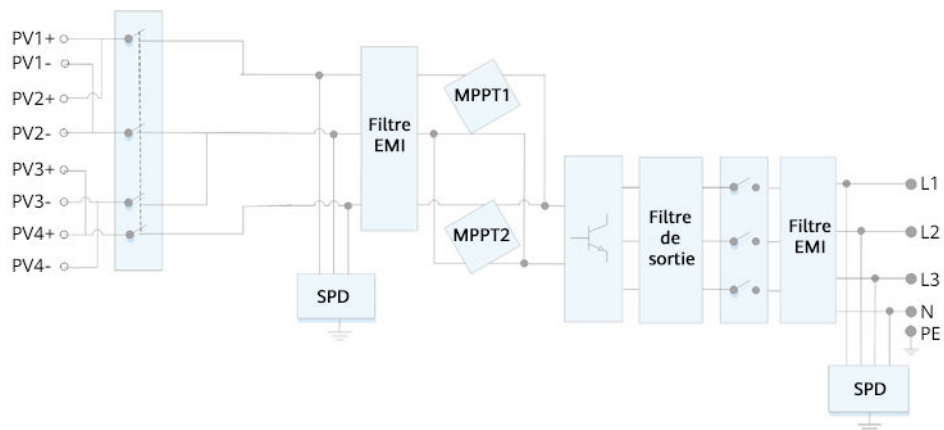 PV1+
PV1-
PV2+
PV2-
PV3+
PV3-
PV4+
PV4-
Filtre
EMI
SPD
MPPT1
MPPT2
Filtre
de
sortie
Filtre
EMI
L1
L2
L3
N
PE
SPD